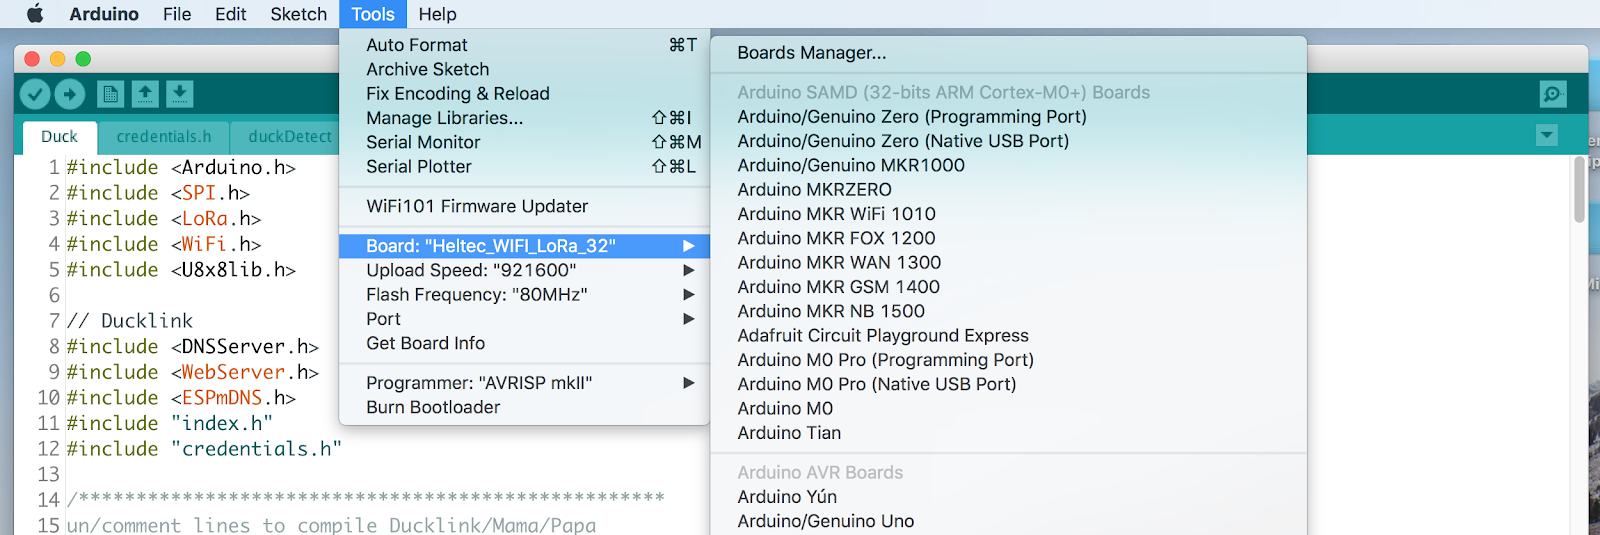 Arduino File Edit Sketch Tools Help
Auto Format ⌘T
Archive Sketch
Fix Encoding & Reload
Manage Libraries... ⇧⌘I
Serial Monitor ⇧⌘M
Serial Plotter ⇧⌘L
WiFi101 Firmware Updater
Board: "Heltec_WIFI_LoRa_32"
Upload Speed: "921600"
Flash Frequency: "80MHz"
Port
Get Board Info
Programmer: "AVRISP mkII"
Burn Bootloader
Boards Manager...
Arduino SAMD (32-bits ARM Cortex-M0+) Boards
Arduino/Genuino Zero (Programming Port)
Arduino/Genuino Zero (Native USB Port)
Arduino/Genuino MKR1000
Arduino MKRZERO
Arduino MKR WiFi 1010
Arduino MKR FOX 1200
Arduino MKR WAN 1300
Arduino MKR GSM 1400
Arduino MKR NB 1500
Adafruit Circuit Playground Express
Arduino M0 Pro (Programming Port)
Arduino M0 Pro (Native USB Port)
Arduino M0
Arduino Tian
Arduino AVR Boards
Arduino Yún
Arduino/Genuino Uno
Duck credentials.h duckDetect
1 #include <Arduino.h>
2 #include <SPI.h>
3 #include <LoRa.h>
4 #include <WiFi.h>
5 #include <U8x8lib.h>
6
7 // Ducklink
8 #include <DNSServer.h>
9 #include <WebServer.h>
10 #include <ESPmDNS.h>
11 #include "index.h"
12 #include "credentials.h"
13
14 /***************************************************
15 un/comment lines to compile Ducklink/Mama/Papa